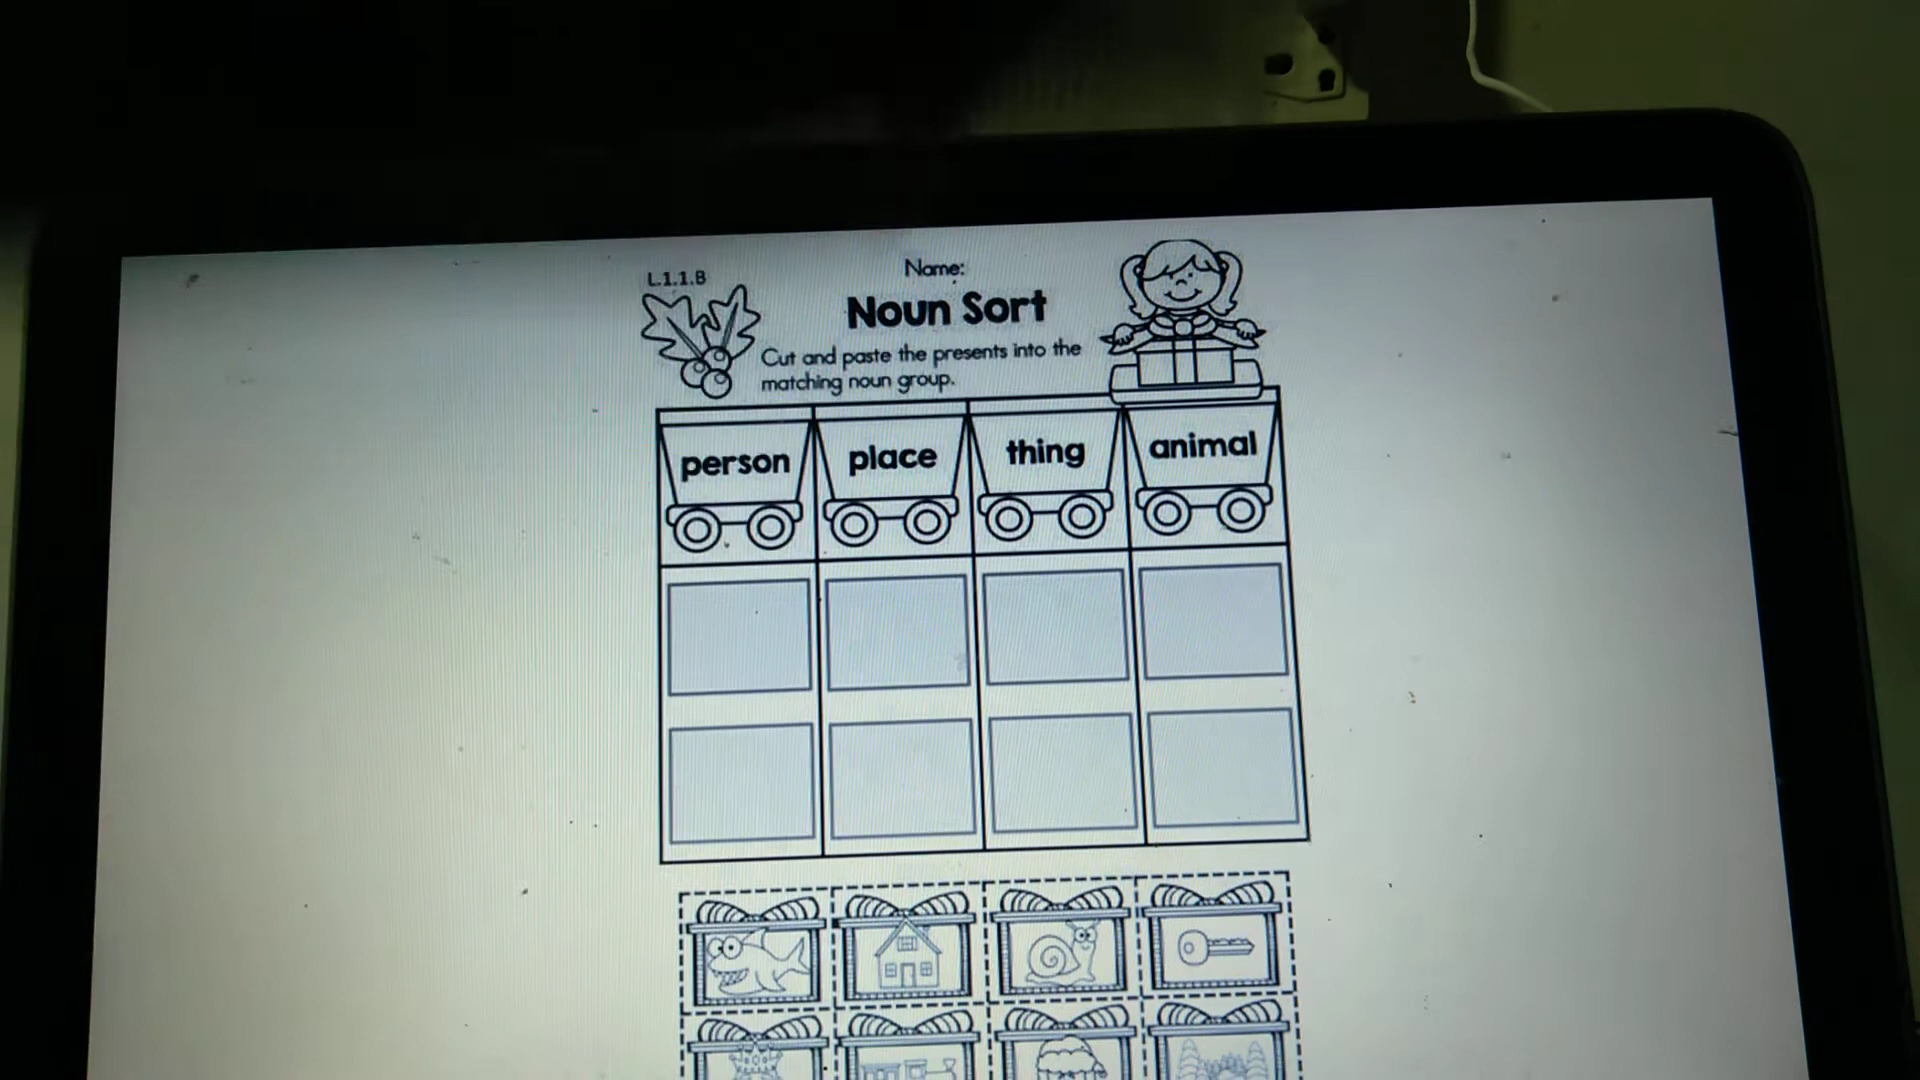 L.1.1.B
Name:
Noun Sort
Cut and paste the presents into the
matching noun group.
person
place
thing
animal